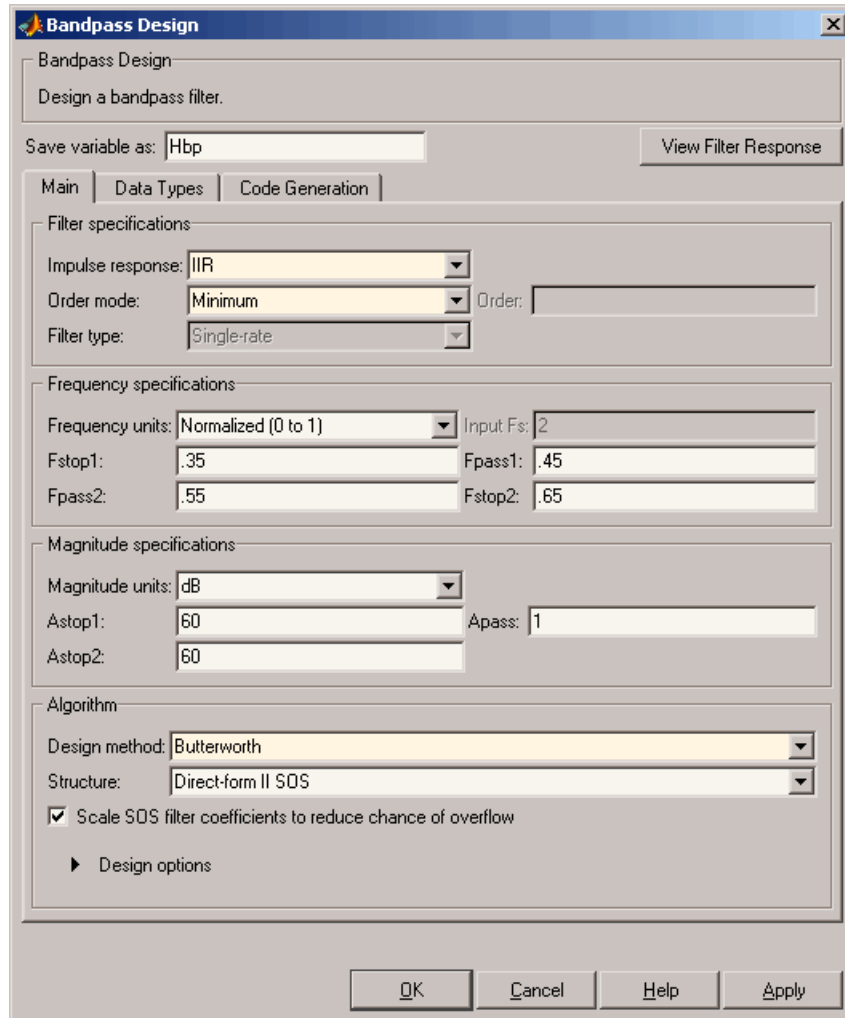 Bandpass Design
Bandpass Design
Design a bandpass filter.
Save variable as: Hbp View Filter Response
Main Data Types Code Generation
Filter specifications
Impulse response: IIR
Order mode: Minimum Order:
Filter type: Single-rate
Frequency specifications
Frequency units: Normalized (0 to 1) Input Fs: 2
Fstop1: .35 Fpass1: .45
Fpass2: .55 Fstop2: .65
Magnitude specifications
Magnitude units: dB
Astop1: 60 Apass: 1
Astop2: 60
Algorithm
Design method: Butterworth
Structure: Direct-form II SOS
Scale SOS filter coefficients to reduce chance of overflow
Design options
OK Cancel Help Apply